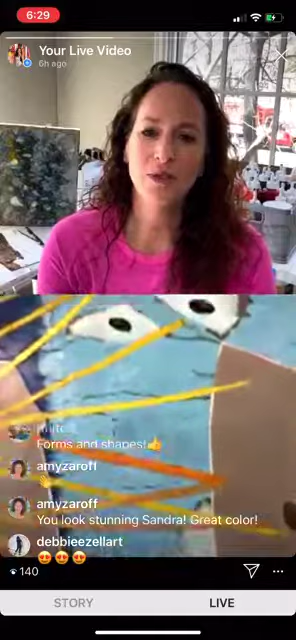 6:29
Your Live Video
6h ago
Forms and shapes!👍
amyzaroff
👋
amyzaroff
You look stunning Sandra! Great color!
debbieezellart
😍😍😍
140
STORY
LIVE